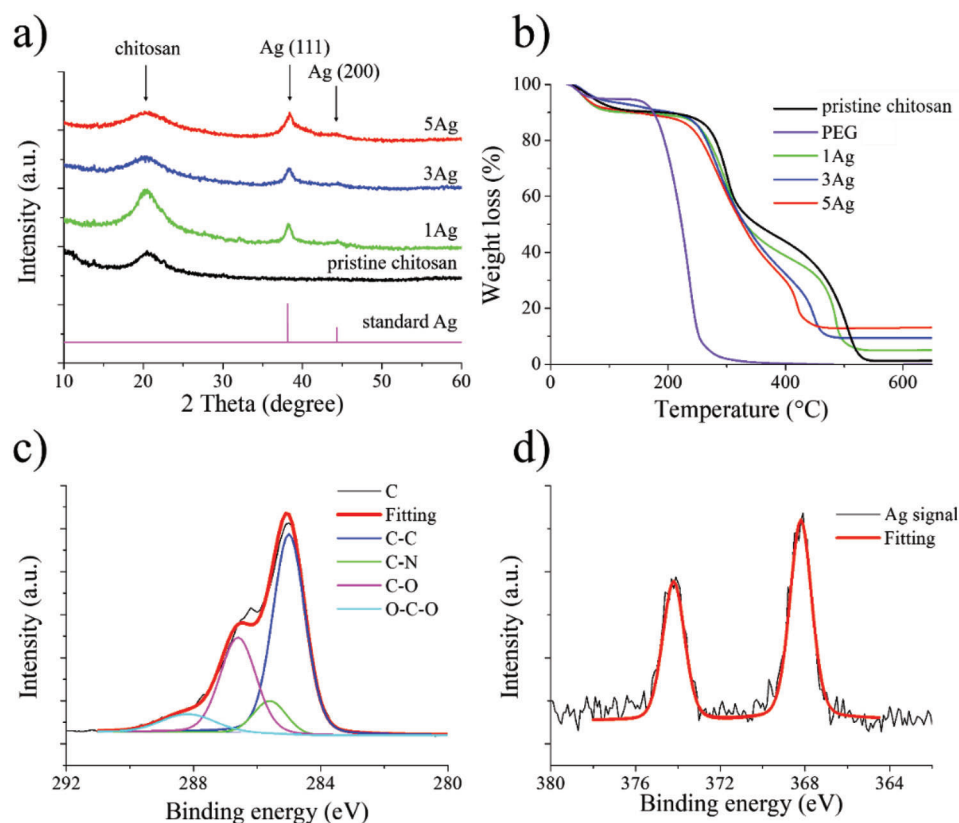 a)
chitosan
Ag (111)
Ag (200)
5Ag
3Ag
1Ag
pristine chitosan
standard Ag
Intensity (a.u.)
10 20 30 40 50 60
2 Theta (degree)
b)
100
80
60
40
20
0
Weight loss (%)
pristine chitosan
PEG
1Ag
3Ag
5Ag
0 200 400 600
Temperature (°C)
c)
C
Fitting
C-C
C-N
C-O
O-C-O
Intensity (a.u.)
292 288 284 280
Binding energy (eV)
d)
Ag signal
Fitting
Intensity (a.u.)
380 376 372 368 364
Binding energy (eV)